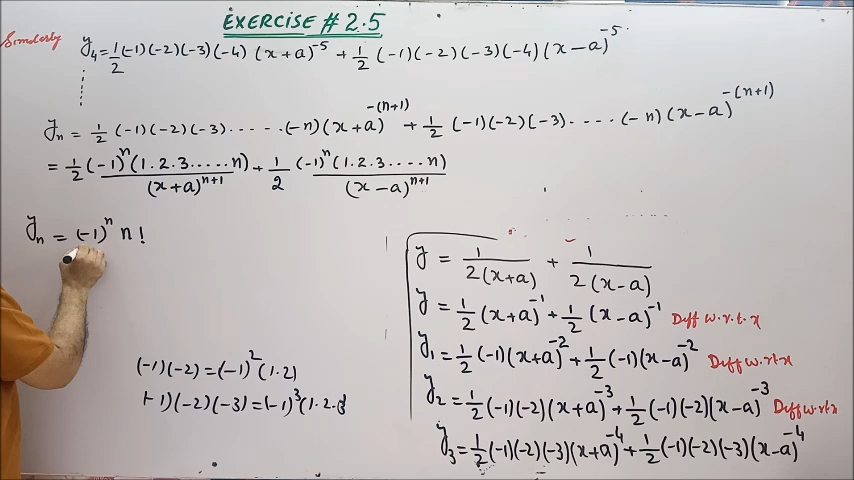 EXERCISE # 2.5
Similarly y₄ = 1/2 (-1)(-2)(-3)(-4) (x+a)^-5 + 1/2 (-1)(-2)(-3)(-4)(x-a)^-5
yₙ = 1/2 (-1)(-2)(-3)......(-n)(x+a)^-(n+1) + 1/2 (-1)(-2)(-3).....(-n)(x-a)^-(n+1)
= 1/2 (-1)^n (1.2.3.....n)/(x+a)^n+1 + 1/2 (-1)^n (1.2.3....n)/(x-a)^n+1
yₙ = (-1)^n n!
(-1)(-2) = (-1)^2 (1.2)
(-1)(-2)(-3) = (-1)^3 (1.2.3
y = 1/2(x+a) + 1/2(x-a)
y = 1/2 (x+a)^-1 + 1/2 (x-a)^-1 Diff w.r.t.x
y₁ = 1/2 (-1)(x+a)^-2 + 1/2 (-1)(x-a)^-2 Diff w.r.t.x
y₂ = 1/2 (-1)(-2)(x+a)^-3 + 1/2 (-1)(-2)(x-a)^-3 Diff w.r.t.x
y₃ = 1/2 (-1)(-2)(-3)(x+a)^-4 + 1/2 (-1)(-2)(-3)(x-a)^-4